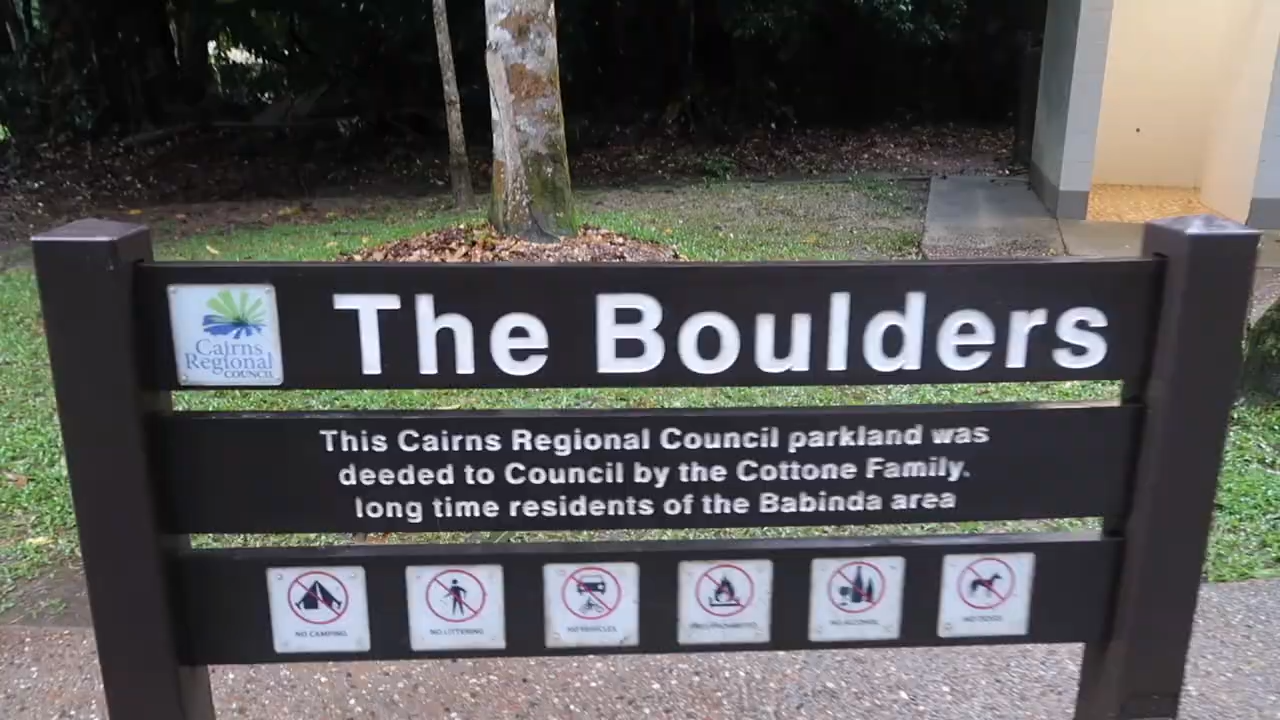 The Boulders
Cairns
Regional
COUNCIL
This Cairns Regional Council parkland was
deeded to Council by the Cottone Family.
long time residents of the Babinda area
NO CAMPING
NO LITTERING
NO VEHICLES
NO ALCOHOL
NO DOGS